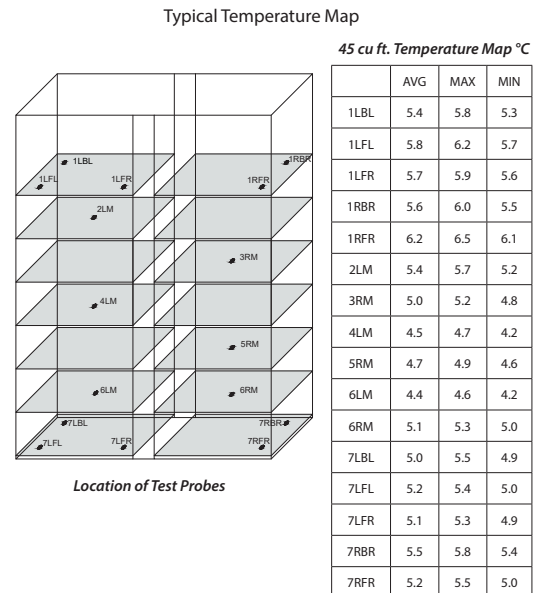 Typical Temperature Map
45 cu ft. Temperature Map °C
1LBL
1RBR
1LFL
1LFR
1RFR
2LM
3RM
4LM
5RM
6LM
6RM
7LBL
7RBR
7LFL
7LFR
7RFR
Location of Test Probes
AVG MAX MIN
1LBL 5.4 5.8 5.3
1LFL 5.8 6.2 5.7
1LFR 5.7 5.9 5.6
1RBR 5.6 6.0 5.5
1RFR 6.2 6.5 6.1
2LM 5.4 5.7 5.2
3RM 5.0 5.2 4.8
4LM 4.5 4.7 4.2
5RM 4.7 4.9 4.6
6LM 4.4 4.6 4.2
6RM 5.1 5.3 5.0
7LBL 5.0 5.5 4.9
7LFL 5.2 5.4 5.0
7LFR 5.1 5.3 4.9
7RBR 5.5 5.8 5.4
7RFR 5.2 5.5 5.0